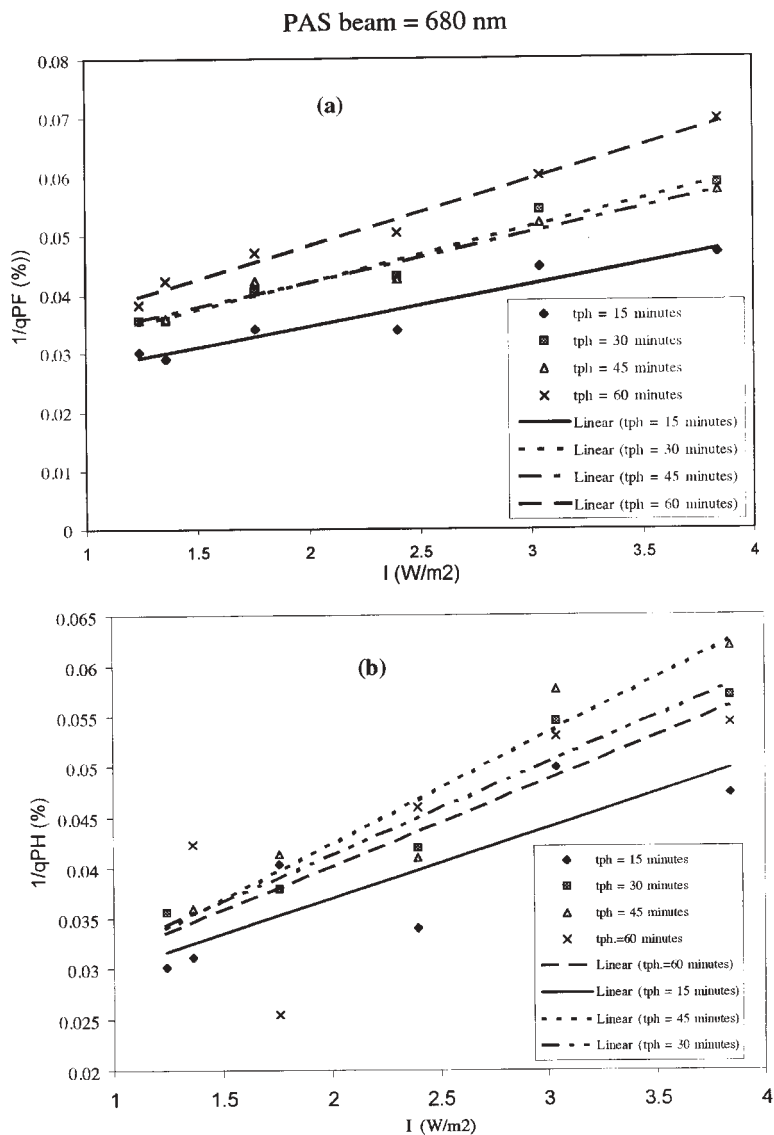 PAS beam = 680 nm
0.08
(a)
0.07
0.06
0.05
0.04
0.03
0.02
0.01
0
1/qPF (%))
tph = 15 minutes
tph = 30 minutes
tph = 45 minutes
tph = 60 minutes
Linear (tph = 15 minutes)
Linear (tph = 30 minutes)
Linear (tph = 45 minutes)
Linear (tph = 60 minutes)
1 1.5 2 2.5 3 3.5 4
I (W/m2)
0.065
(b)
0.06
0.055
0.05
0.045
0.04
0.035
0.03
0.025
0.02
1/qPH (%)
tph = 15 minutes
tph = 30 minutes
tph = 45 minutes
tph.=60 minutes
Linear (tph.=60 minutes)
Linear (tph = 15 minutes)
Linear (tph = 45 minutes)
Linear (tph = 30 minutes)
1 1.5 2 2.5 3 3.5 4
I (W/m2)